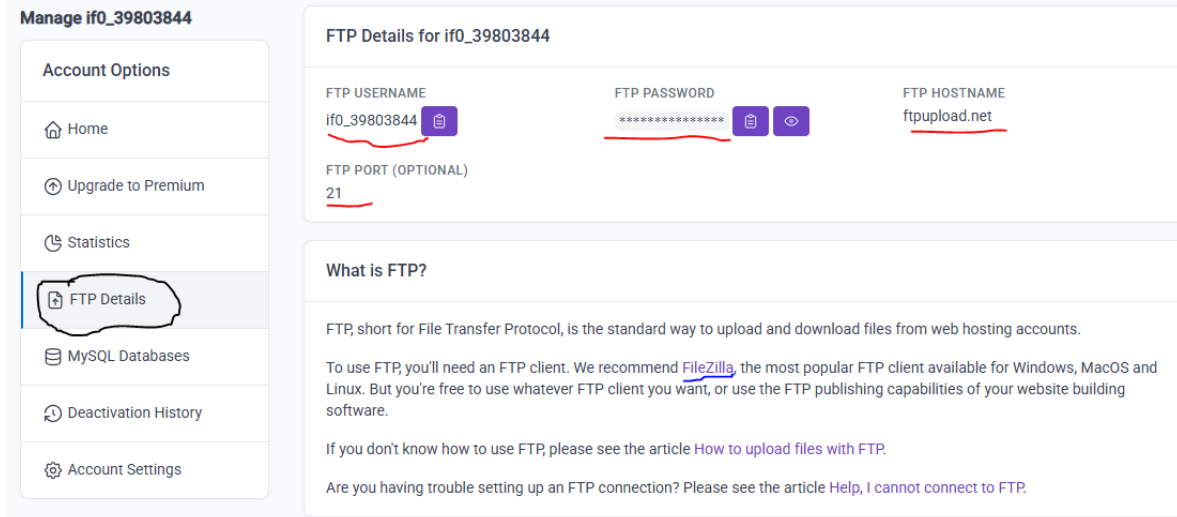 Manage if0_39803844
Account Options
Home
Upgrade to Premium
Statistics
FTP Details
MySQL Databases
Deactivation History
Account Settings
FTP Details for if0_39803844
FTP USERNAME
if0_39803844
FTP PASSWORD
***************
FTP HOSTNAME
ftpupload.net
FTP PORT (OPTIONAL)
21
What is FTP?
FTP, short for File Transfer Protocol, is the standard way to upload and download files from web hosting accounts.
To use FTP, you'll need an FTP client. We recommend FileZilla, the most popular FTP client available for Windows, MacOS and
Linux. But you're free to use whatever FTP client you want, or use the FTP publishing capabilities of your website building
software.
If you don't know how to use FTP, please see the article How to upload files with FTP.
Are you having trouble setting up an FTP connection? Please see the article Help, I cannot connect to FTP.